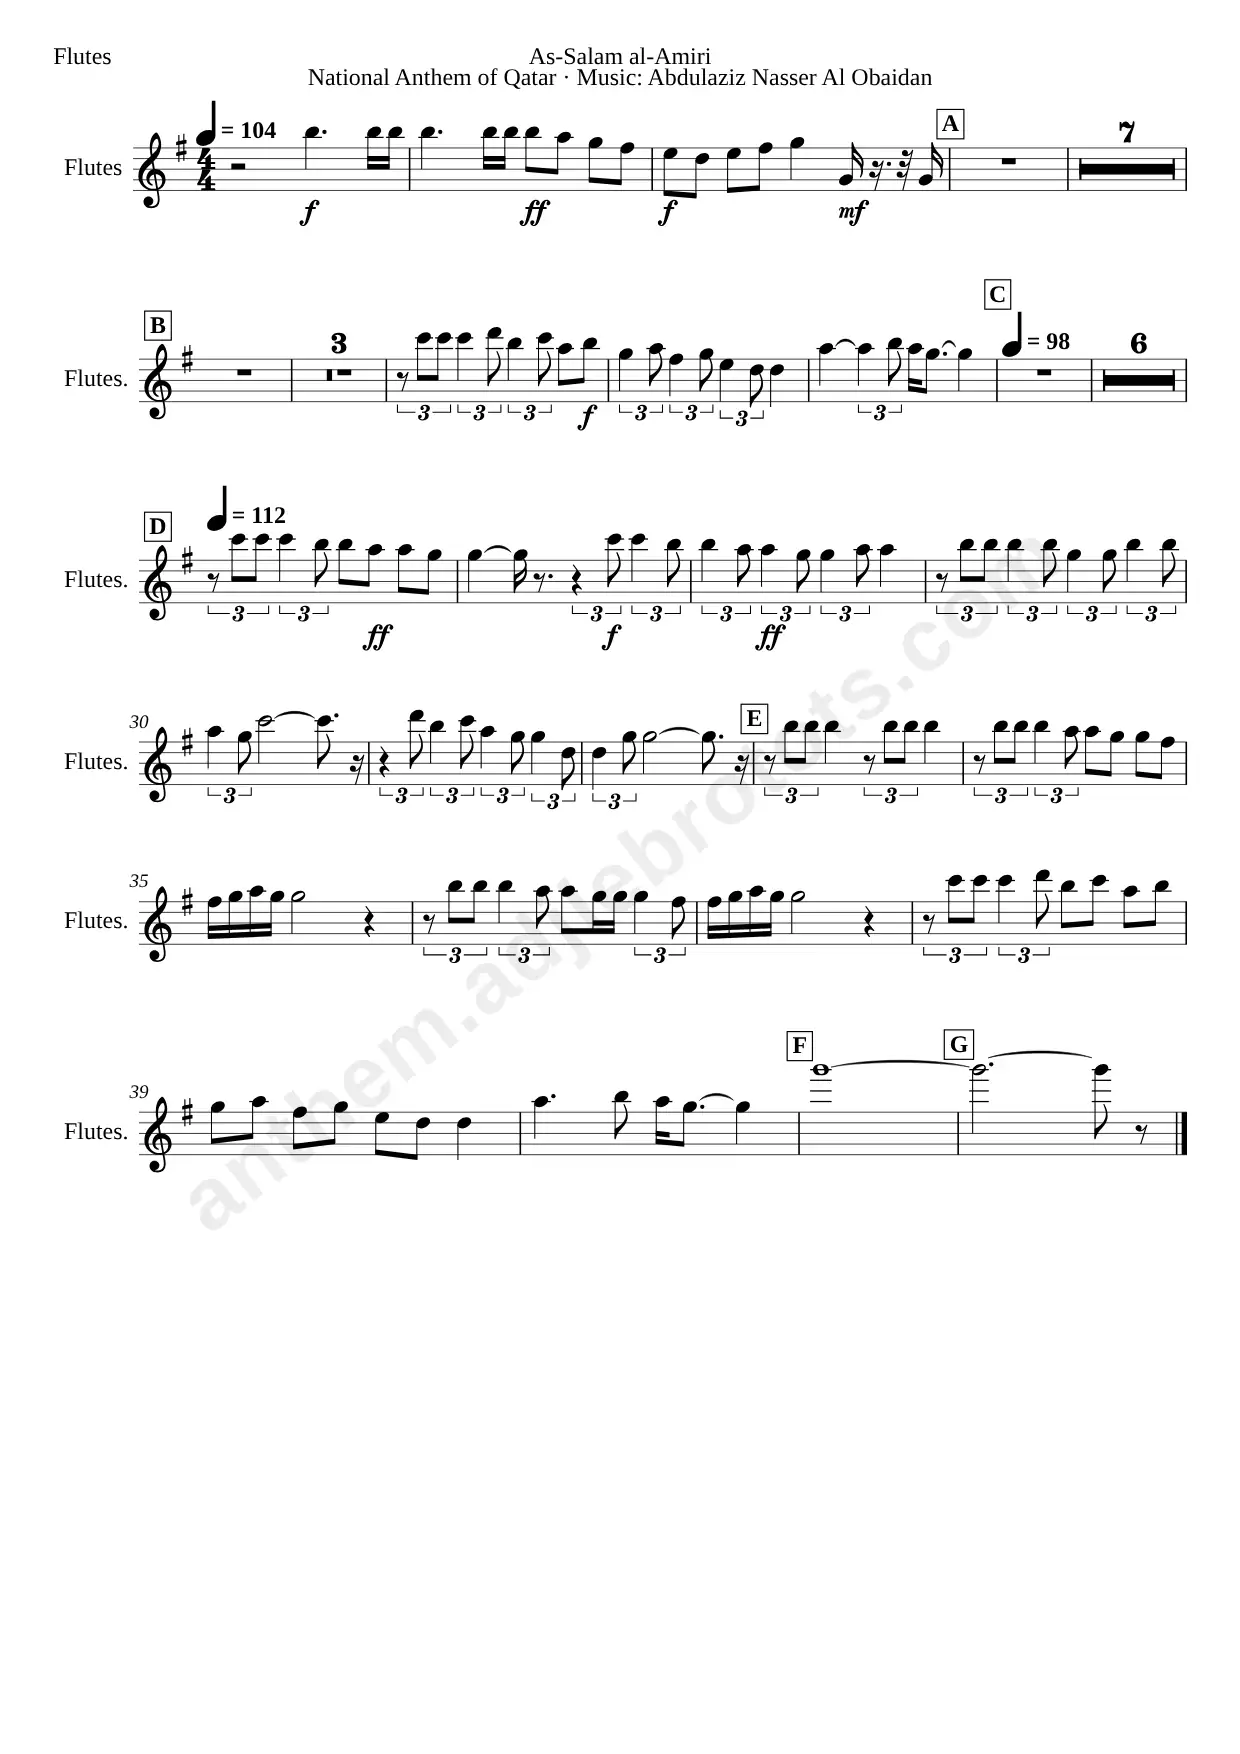 Flutes
As-Salam al-Amiri
National Anthem of Qatar · Music: Abdulaziz Nasser Al Obaidan
= 104
A
7
Flutes
4
4
f
ff
f
mf
C
B
= 98
3
6
Flutes.
3
3
3
f
3
3
3
3
D
= 112
Flutes.
3
3
ff
3
f
3
3
ff
3
3
3
3
3
3
30
E
Flutes.
3
3
3
3
3
3
3
3
3
3
35
Flutes.
3
3
3
3
3
F
G
39
Flutes.
anthem.adjiebrotots.com